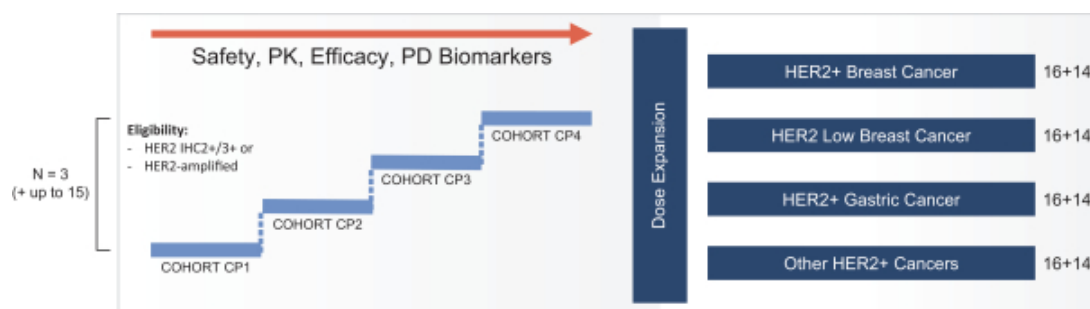 Safety, PK, Efficacy, PD Biomarkers
Eligibility:
- HER2 IHC2+/3+ or
- HER2-amplified
N = 3
(+ up to 15)
COHORT CP1
COHORT CP2
COHORT CP3
COHORT CP4
Dose Expansion
HER2+ Breast Cancer 16+14
HER2 Low Breast Cancer 16+14
HER2+ Gastric Cancer 16+14
Other HER2+ Cancers 16+14